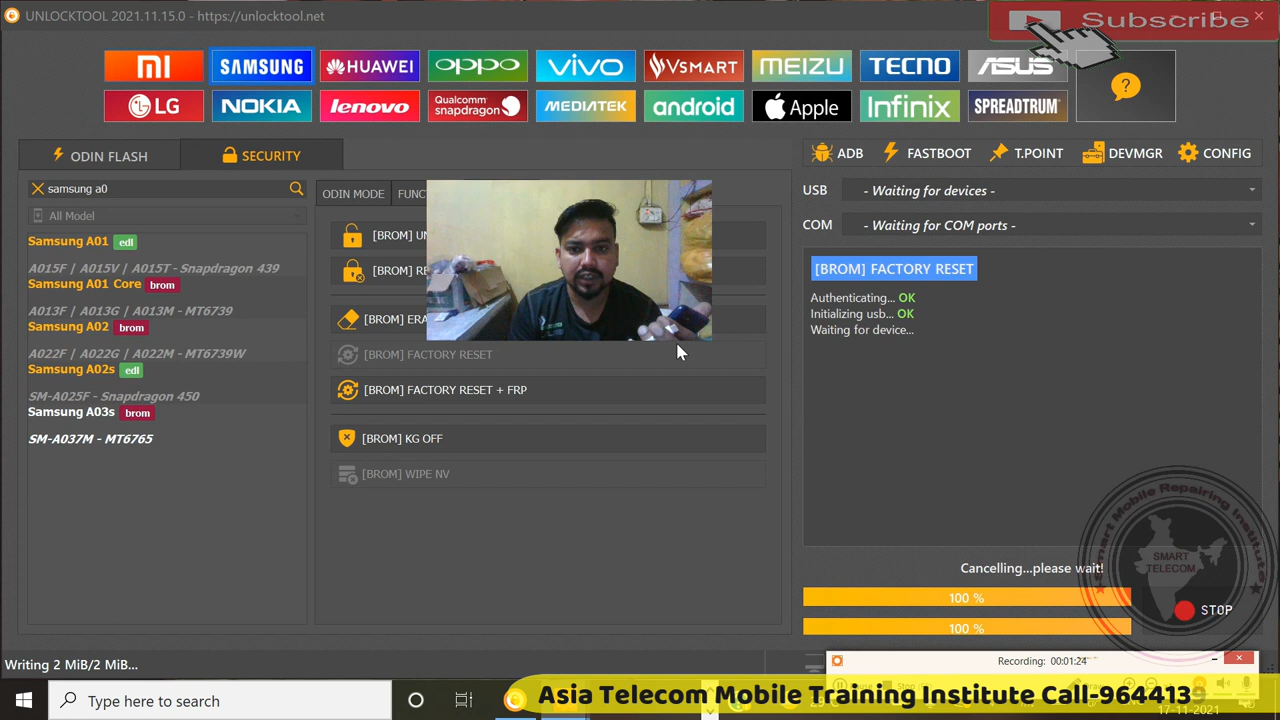 UNLOCKTOOL 2021.11.15.0 - https://unlocktool.net
Subscribe
MI
SAMSUNG
HUAWEI
OPPO
VIVO
VSMART
MEIZU
TECNO
ASUS
?
LG
NOKIA
lenovo
Qualcomm snapdragon
MEDIATEK
android
Apple
Infinix
SPREADTRUM
ODIN FLASH
SECURITY
ADB
FASTBOOT
T.POINT
DEVMGR
CONFIG
samsung a0
All Model
Samsung A01 edl
A015F | A015V | A015T - Snapdragon 439
Samsung A01 Core brom
A013F | A013G | A013M - MT6739
Samsung A02 brom
A022F | A022G | A022M - MT6739W
Samsung A02s edl
SM-A025F - Snapdragon 450
Samsung A03s brom
SM-A037M - MT6765
ODIN MODE
[BROM]
[BROM]
[BROM]
[BROM] FACTORY RESET
[BROM] FACTORY RESET + FRP
[BROM] KG OFF
[BROM] WIPE NV
USB - Waiting for devices -
COM - Waiting for COM ports -
[BROM] FACTORY RESET
Authenticating... OK
Initializing usb... OK
Waiting for device...
Cancelling...please wait!
100 %
100 %
STOP
Smart Mobile Repairing Institute
SMART
TELECOM
Writing 2 MiB/2 MiB...
Recording: 00:01:24
Type here to search
Asia Telecom Mobile Training Institute Call-9644139
17-11-2021